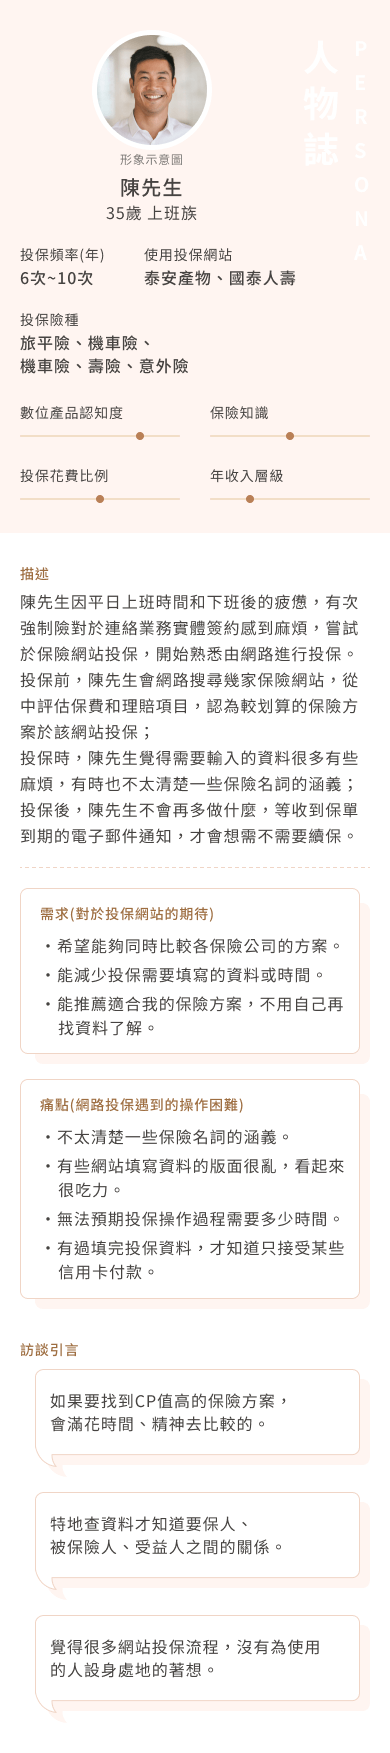 人物誌
PERSONA
形象示意圖
陳先生
35歲 上班族
投保頻率(年)
6次~10次
使用投保網站
泰安產物、國泰人壽
投保險種
旅平險、機車險、
機車險、壽險、意外險
數位產品認知度
保險知識
投保花費比例
年收入層級
描述
陳先生因平日上班時間和下班後的疲憊，有次
強制險對於連絡業務實體簽約感到麻煩，嘗試
於保險網站投保，開始熟悉由網路進行投保。
投保前，陳先生會網路搜尋幾家保險網站，從
中評估保費和理賠項目，認為較划算的保險方
案於該網站投保；
投保時，陳先生覺得需要輸入的資料很多有些
麻煩，有時也不太清楚一些保險名詞的涵義；
投保後，陳先生不會再多做什麼，等收到保單
到期的電子郵件通知，才會想需不需要續保。
需求(對於投保網站的期待)
・希望能夠同時比較各保險公司的方案。
・能減少投保需要填寫的資料或時間。
・能推薦適合我的保險方案，不用自己再
找資料了解。
痛點(網路投保遇到的操作困難)
・不太清楚一些保險名詞的涵義。
・有些網站填寫資料的版面很亂，看起來
很吃力。
・無法預期投保操作過程需要多少時間。
・有過填完投保資料，才知道只接受某些
信用卡付款。
訪談引言
如果要找到CP值高的保險方案，
會滿花時間、精神去比較的。
特地查資料才知道要保人、
被保險人、受益人之間的關係。
覺得很多網站投保流程，沒有為使用
的人設身處地的著想。